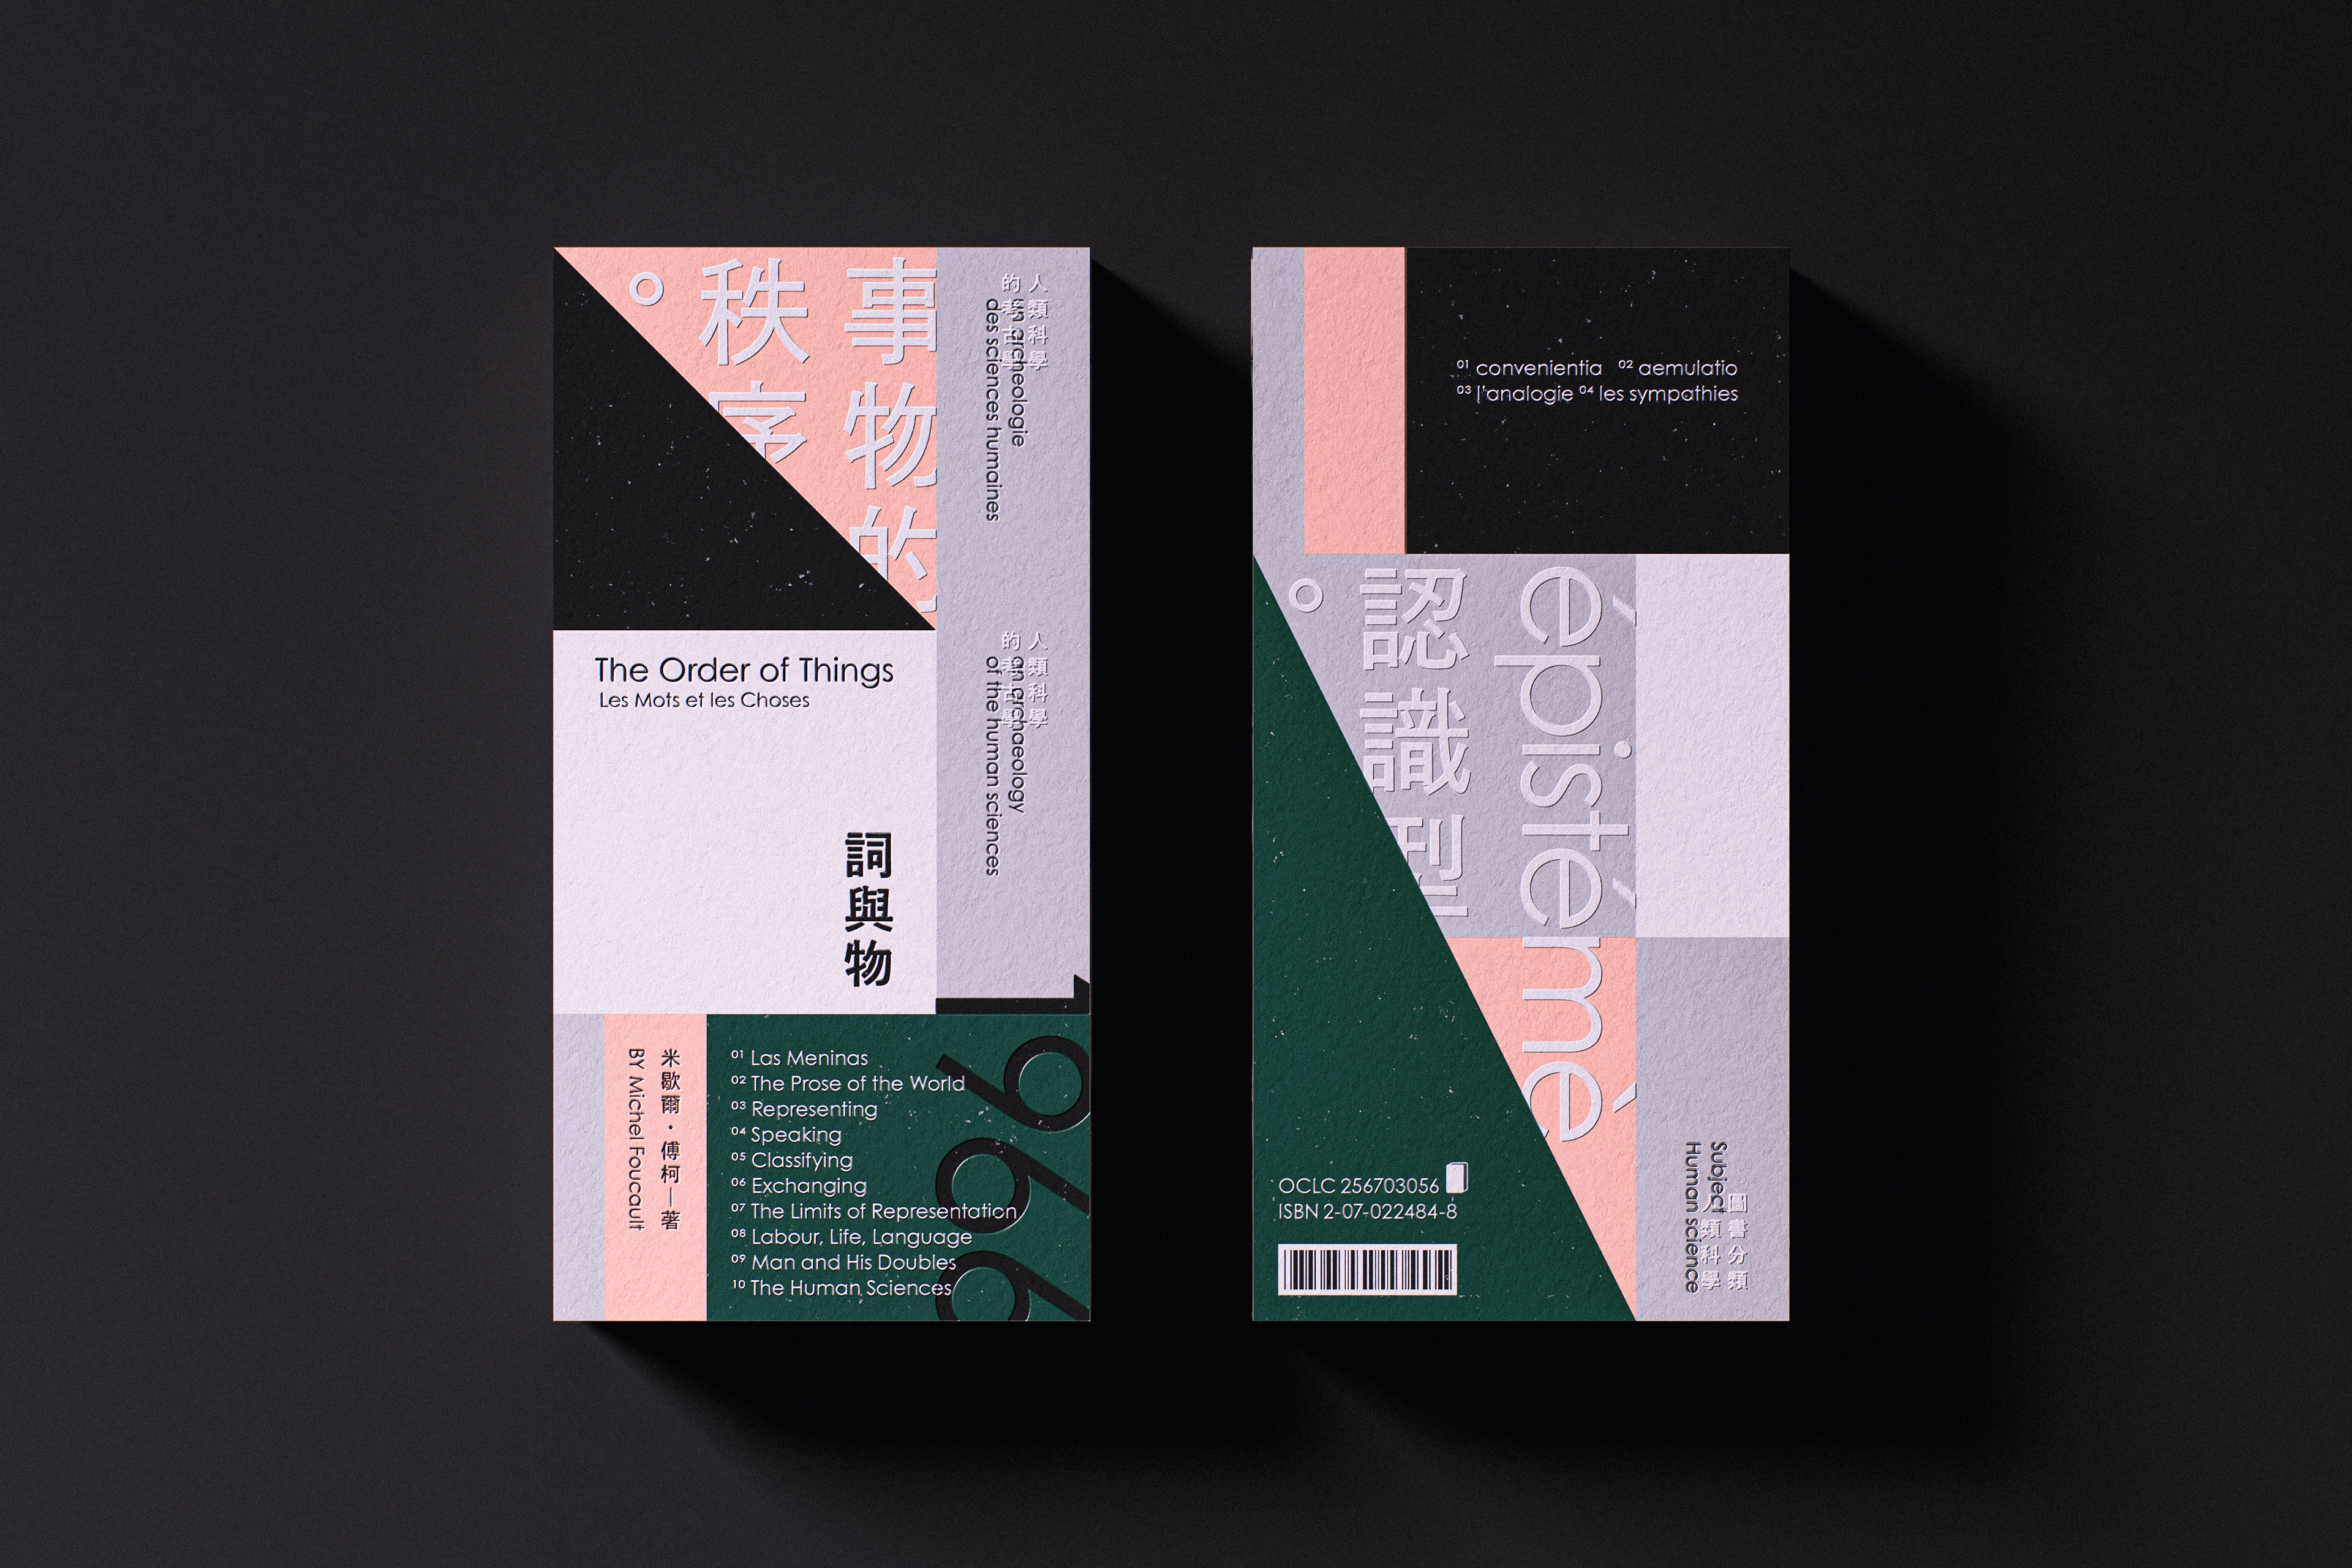 事物的
秩序。
人類科學
的考古學
un archeologie
des sciences humaines
The Order of Things
Les Mots et les Choses
人類科學
的考古學
an archaeology
of the human sciences
詞與物
1966
米歇爾・傅柯—著
BY Michel Foucault
01 Las Meninas
02 The Prose of the World
03 Representing
04 Speaking
05 Classifying
06 Exchanging
07 The Limits of Representation
08 Labour, Life, Language
09 Man and His Doubles
10 The Human Sciences
01 convenientia 02 aemulatio
03 l'analogie 04 les sympathies
épistémé
認識型。
OCLC 256703056
ISBN 2-07-022484-8
Subject
Human science
圖書分類
人類科學